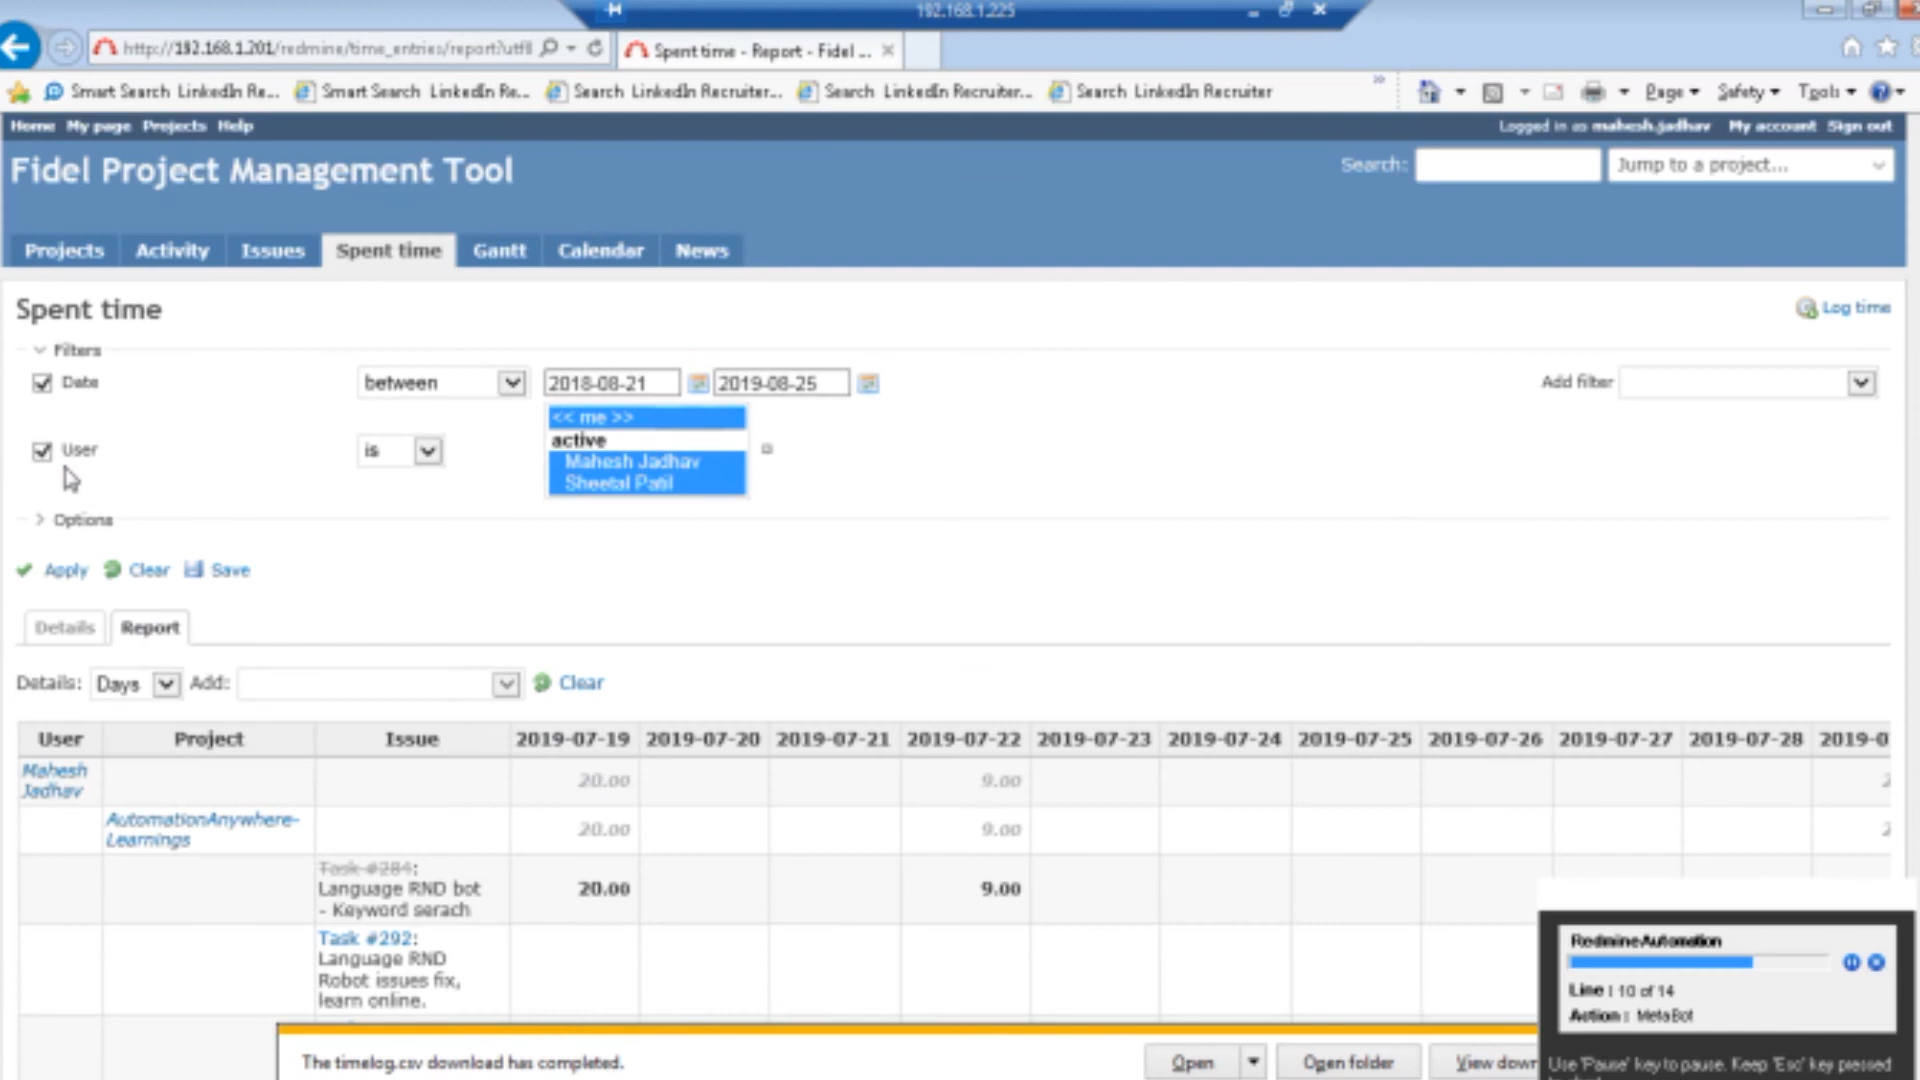 192.168.1.225
http://192.168.1.201/redmine/time_entries/report?utf8
Spent time - Report - Fidel ...
Smart Search LinkedIn Re... Smart Search LinkedIn Re... Search LinkedIn Recruiter... Search LinkedIn Recruiter... Search LinkedIn Recruiter
Page Safety Tools
Home My page Projects Help
Logged in as mahesh.jadhav My account Sign out
Fidel Project Management Tool
Search: Jump to a project...
Projects Activity Issues Spent time Gantt Calendar News
Spent time
Log time
Filters
Date between 2018-08-21 2019-08-25 Add filter
<< me >>
active
User is
Mahesh Jadhav
Sheetal Patil
Options
Apply Clear Save
Details Report
Details: Days Add: Clear
User Project Issue 2019-07-19 2019-07-20 2019-07-21 2019-07-22 2019-07-23 2019-07-24 2019-07-25 2019-07-26 2019-07-27 2019-07-28 2019-0
Mahesh
Jadhav
20.00 9.00 2
AutomationAnywhere-
Learnings
20.00 9.00 2
Task #284:
Language RND bot
- Keyword serach
20.00 9.00
Task #292:
Language RND
Robot issues fix,
learn online.
RedmineAutomation
Line : 10 of 14
Action : MetaBot
Use 'Pause' key to pause. Keep 'Esc' key pressed
The timelog.csv download has completed.
Open Open folder View down